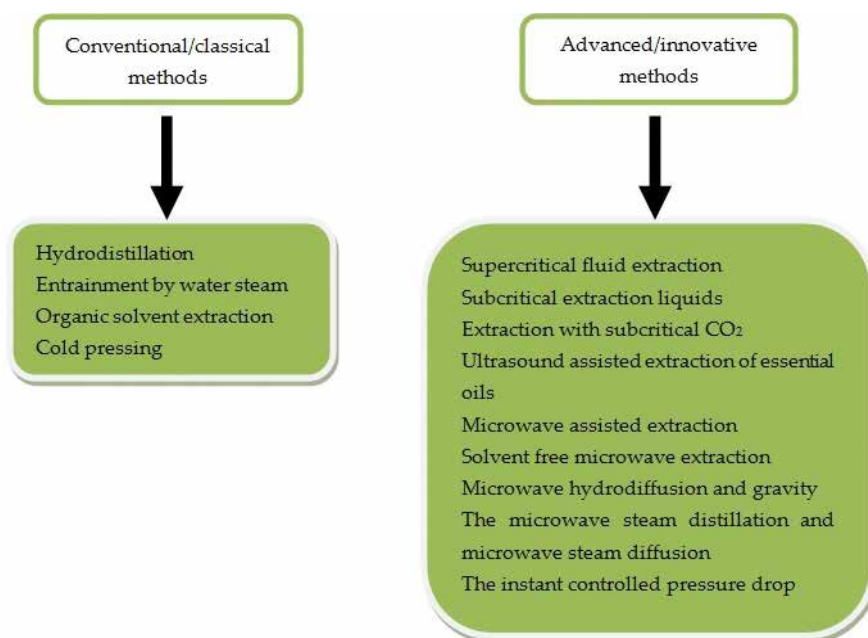 Conventional/classical
methods
Advanced/innovative
methods
Hydrodistillation
Entrainment by water steam
Organic solvent extraction
Cold pressing
Supercritical fluid extraction
Subcritical extraction liquids
Extraction with subcritical CO₂
Ultrasound assisted extraction of essential
oils
Microwave assisted extraction
Solvent free microwave extraction
Microwave hydrodiffusion and gravity
The microwave steam distillation and
microwave steam diffusion
The instant controlled pressure drop